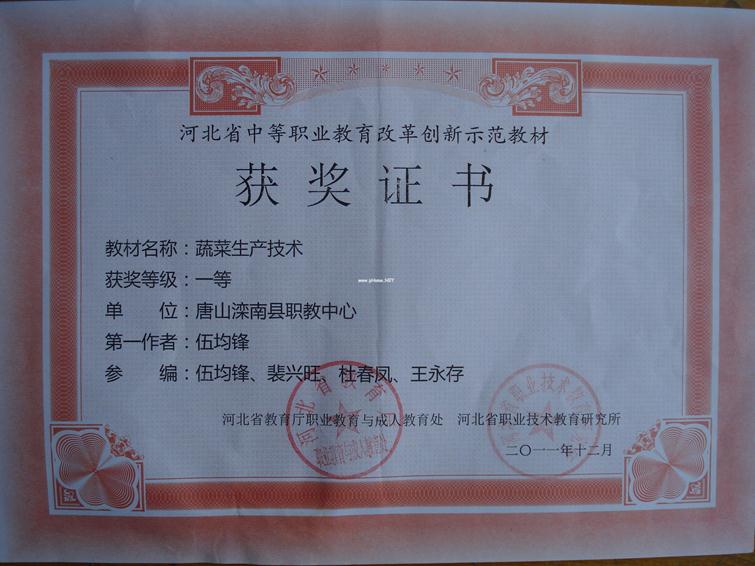 河北省中等职业教育改革创新示范教材
获奖证书
教材名称：蔬菜生产技术
获奖等级：一等
单 位：唐山滦南县职教中心
第一作者：伍均锋
参 编：伍均锋、裴兴旺、杜春凤、王永存
河北省教育厅职业教育与成人教育处 河北省职业技术教育研究所
二〇一一年十二月
河北省教育